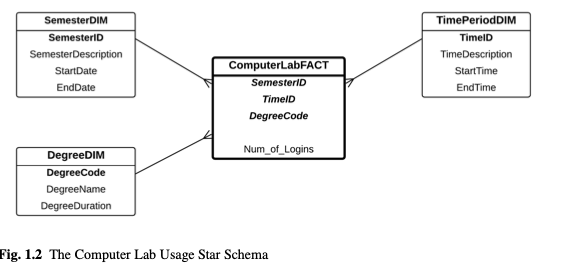 SemesterDIM
SemesterID
SemesterDescription
StartDate
EndDate
TimePeriodDIM
TimeID
TimeDescription
StartTime
EndTime
ComputerLabFACT
SemesterID
TimeID
DegreeCode
Num_of_Logins
DegreeDIM
DegreeCode
DegreeName
DegreeDuration
Fig. 1.2 The Computer Lab Usage Star Schema